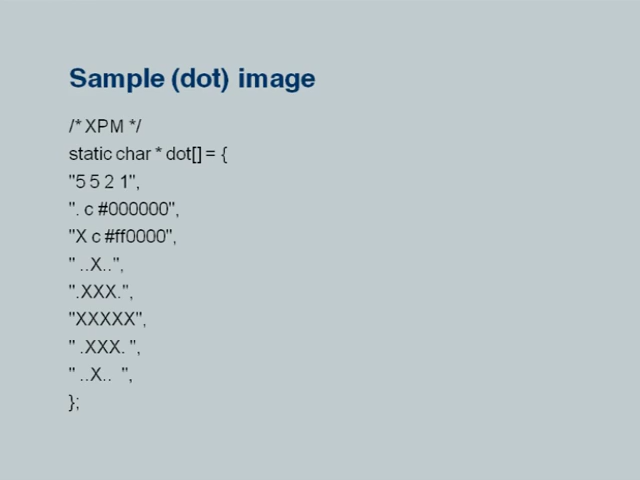 Sample (dot) image
/* XPM */
static char * dot[] = {
"5 5 2 1",
". c #000000",
"X c #ff0000",
" ..X..",
".XXX.",
"XXXXX",
" .XXX. ",
" ..X..  ",
};